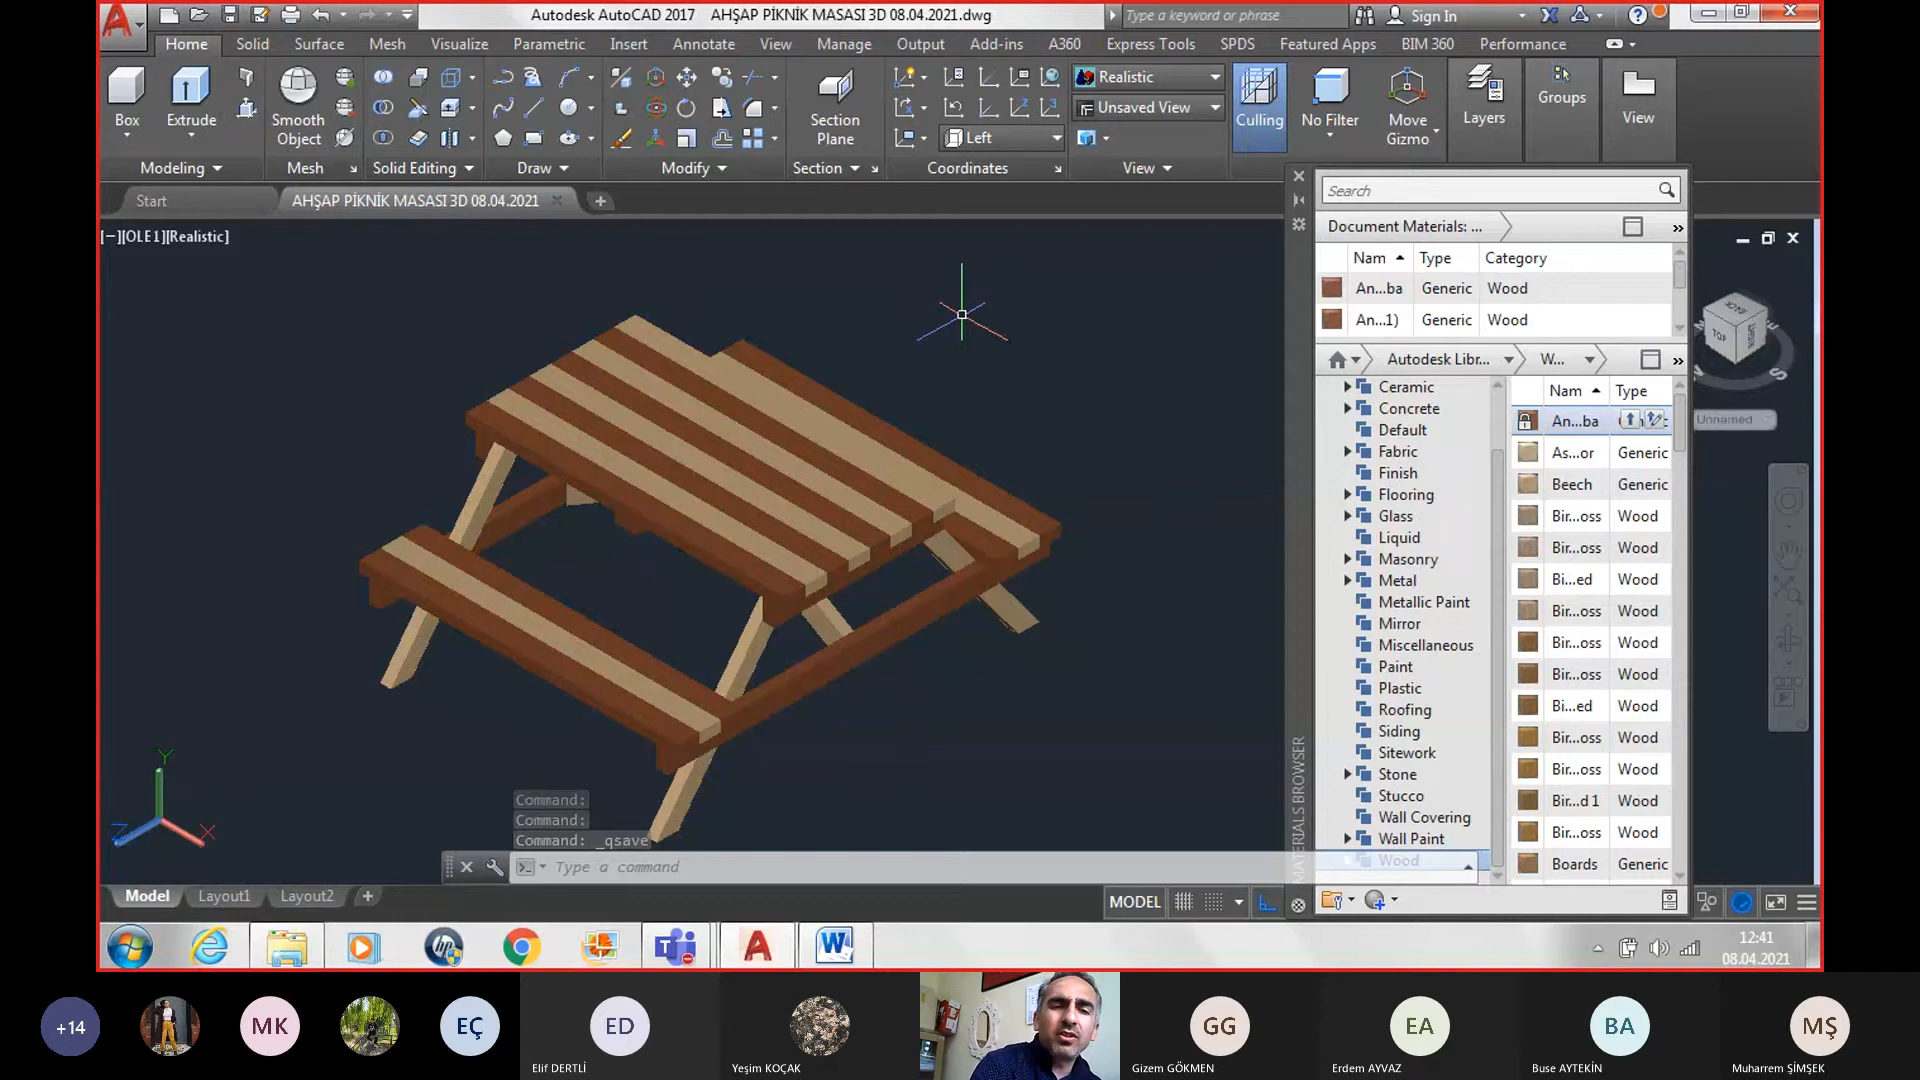 Autodesk AutoCAD 2017 AHŞAP PİKNİK MASASI 3D 08.04.2021.dwg
Type a keyword or phrase
Sign In
Home Solid Surface Mesh Visualize Parametric Insert Annotate View Manage Output Add-ins A360 Express Tools SPDS Featured Apps BIM 360 Performance
Box
Extrude
Smooth Object
Section Plane
Realistic
Unsaved View
Left
Culling
No Filter
Move Gizmo
Layers
Groups
View
Modeling
Mesh
Solid Editing
Draw
Modify
Section
Coordinates
View
Start
AHŞAP PİKNİK MASASI 3D 08.04.2021
[−][OLE1][Realistic]
Search
Document Materials: ...
Nam Type Category
An...ba Generic Wood
An...1) Generic Wood
Autodesk Libr... W...
Ceramic
Concrete
Default
Fabric
Finish
Flooring
Glass
Liquid
Masonry
Metal
Metallic Paint
Mirror
Miscellaneous
Paint
Plastic
Roofing
Siding
Sitework
Stone
Stucco
Wall Covering
Wall Paint
Wood
Nam Type
An...ba
As...or Generic
Beech Generic
Bir...oss Wood
Bir...oss Wood
Bi...ed Wood
Bir...oss Wood
Bir...oss Wood
Bir...oss Wood
Bi...ed Wood
Bir...oss Wood
Bir...oss Wood
Bir...d 1 Wood
Bir...oss Wood
Boards Generic
MATERIALS BROWSER
TOP
S
Unnamed
Y
Z
X
Command:
Command:
Command: _qsave
Type a command
Model Layout1 Layout2
MODEL
12:41
08.04.2021
+14
MK
EÇ
ED
GG
EA
BA
MŞ
Elif DERTLİ
Yeşim KOÇAK
Gizem GÖKMEN
Erdem AYVAZ
Buse AYTEKİN
Muharrem ŞİMŞEK